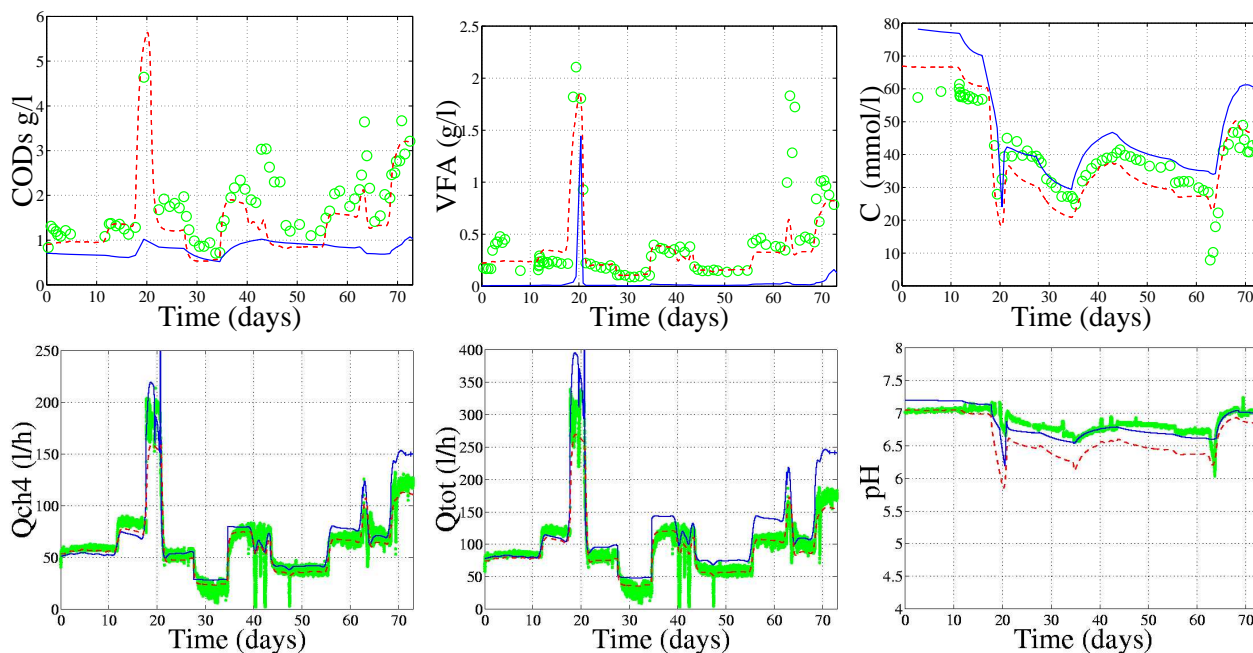 6
5
4
3
2
1
0
CODs g/l
0 10 20 30 40 50 60 70
Time (days)
2.5
2
1.5
1
0.5
0
VFA (g/l)
0 10 20 30 40 50 60 70
Time (days)
80
70
60
50
40
30
20
10
0
C (mmol/l)
0 10 20 30 40 50 60 70
Time (days)
250
200
150
100
50
0
Qch4 (l/h)
0 10 20 30 40 50 60 70
Time (days)
400
350
300
250
200
150
100
50
0
Qtot (l/h)
0 10 20 30 40 50 60 70
Time (days)
8
7.5
7
6.5
6
5.5
5
4.5
4
pH
0 10 20 30 40 50 60 70
Time (days)